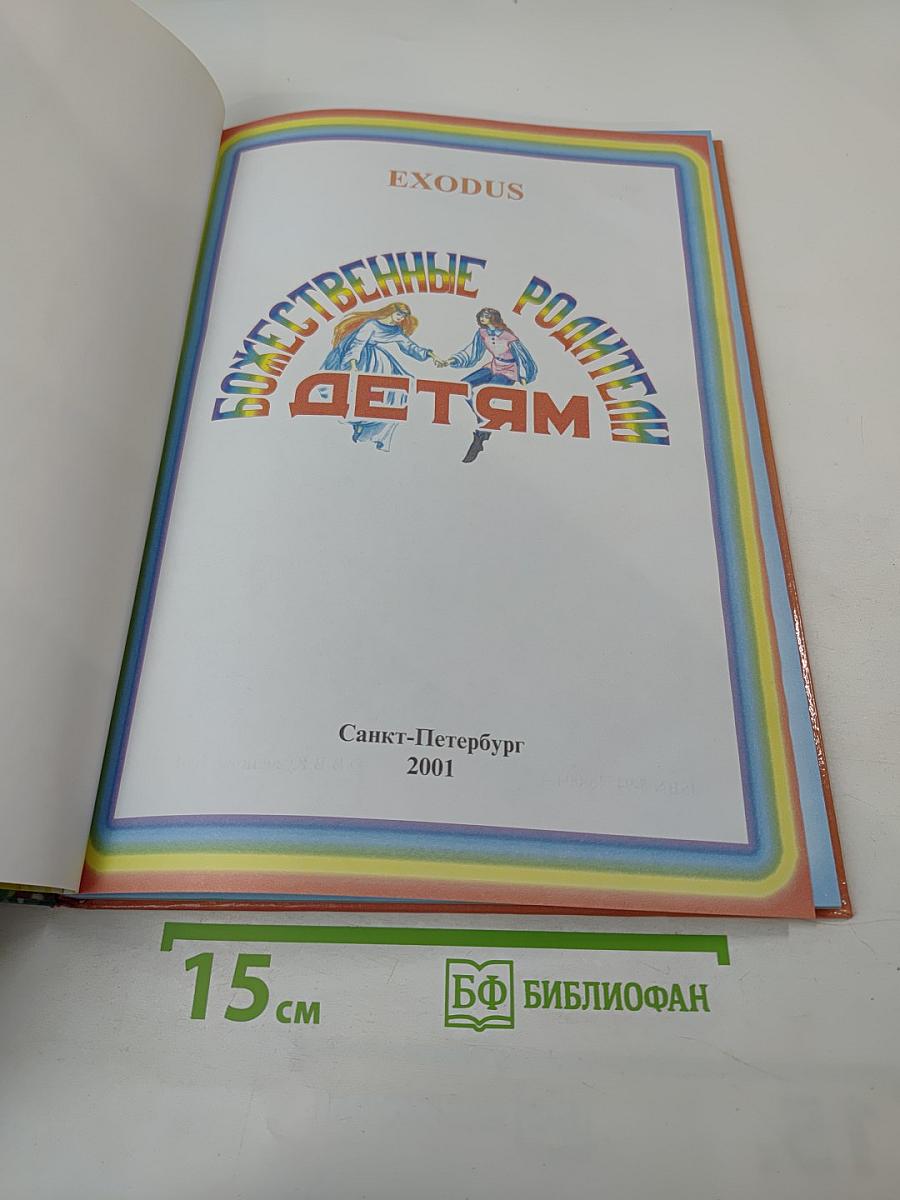 EXODUS
БОЖЕСТВЕННЫЕ РОДИТЕЛИ
ДЕТЯМ
Санкт-Петербург
2001
15 см
БФ БИБЛИОФАН